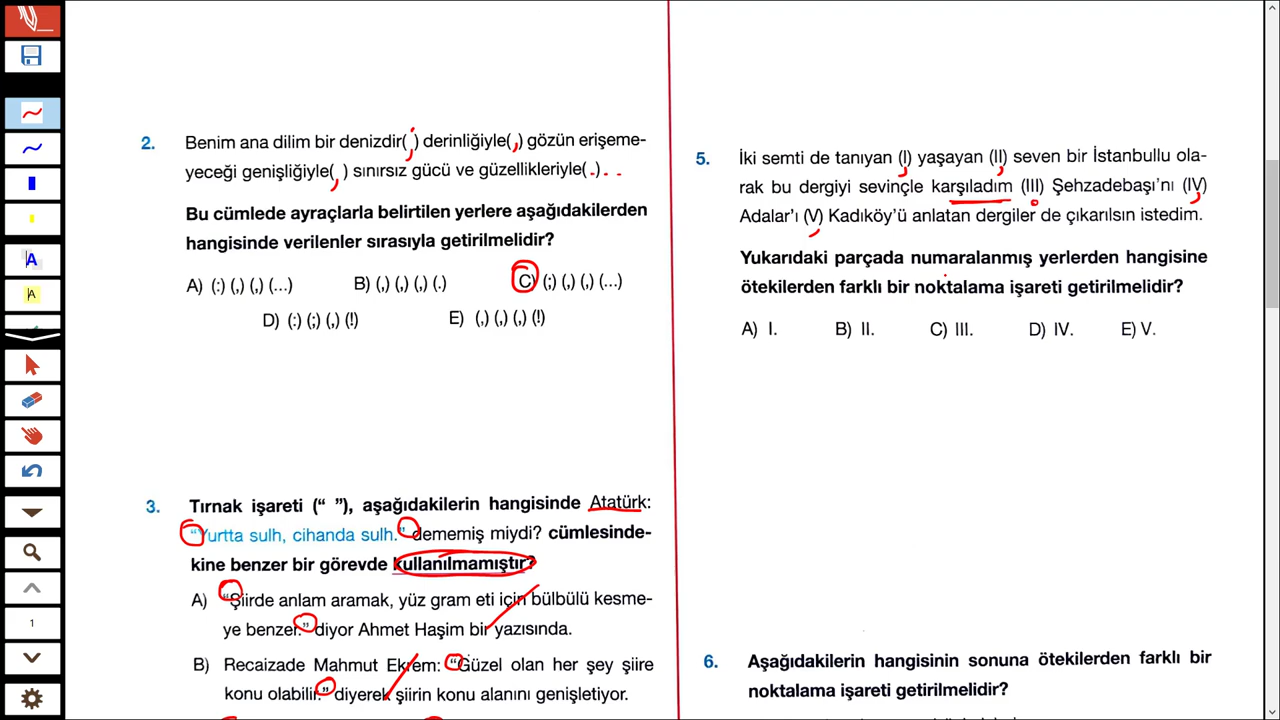 2. Benim ana dilim bir denizdir(;) derinliğiyle(,) gözün erişeme-
yeceği genişliğiyle(,) sınırsız gücü ve güzellikleriyle(.)..
Bu cümlede ayraçlarla belirtilen yerlere aşağıdakilerden
hangisinde verilenler sırasıyla getirilmelidir?
A) (:) (,) (,) (...) B) (,) (,) (,) (.) C) (;) (,) (,) (...)
D) (:) (;) (,) (!) E) (,) (,) (,) (!)
3. Tırnak işareti (“ ”), aşağıdakilerin hangisinde Atatürk:
“Yurtta sulh, cihanda sulh.” dememiş miydi? cümlesinde-
kine benzer bir görevde kullanılmamıştır?
A) “Şiirde anlam aramak, yüz gram eti için bülbülü kesme-
ye benzer.” diyor Ahmet Haşim bir yazısında.
B) Recaizade Mahmut Ekrem: “Güzel olan her şey şiire
konu olabilir.” diyerek şiirin konu alanını genişletiyor.
5. İki semti de tanıyan (I) yaşayan (II) seven bir İstanbullu ola-
rak bu dergiyi sevinçle karşıladım (III) Şehzadebaşı’nı (IV)
Adalar’ı (V) Kadıköy’ü anlatan dergiler de çıkarılsın istedim.
Yukarıdaki parçada numaralanmış yerlerden hangisine
ötekilerden farklı bir noktalama işareti getirilmelidir?
A) I. B) II. C) III. D) IV. E) V.
6. Aşağıdakilerin hangisinin sonuna ötekilerden farklı bir
noktalama işareti getirilmelidir?
A
A
1